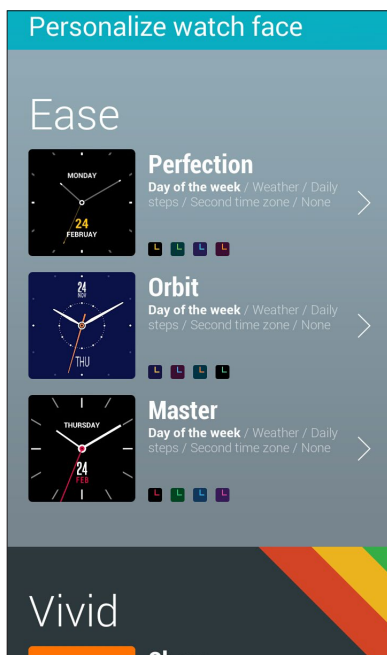 Personalize watch face
Ease
MONDAY
24
FEBRUAY
Perfection
Day of the week / Weather / Daily
steps / Second time zone / None
24
NOV
THU
Orbit
Day of the week / Weather / Daily
steps / Second time zone / None
THURSDAY
24
FEB
Master
Day of the week / Weather / Daily
steps / Second time zone / None
Vivid